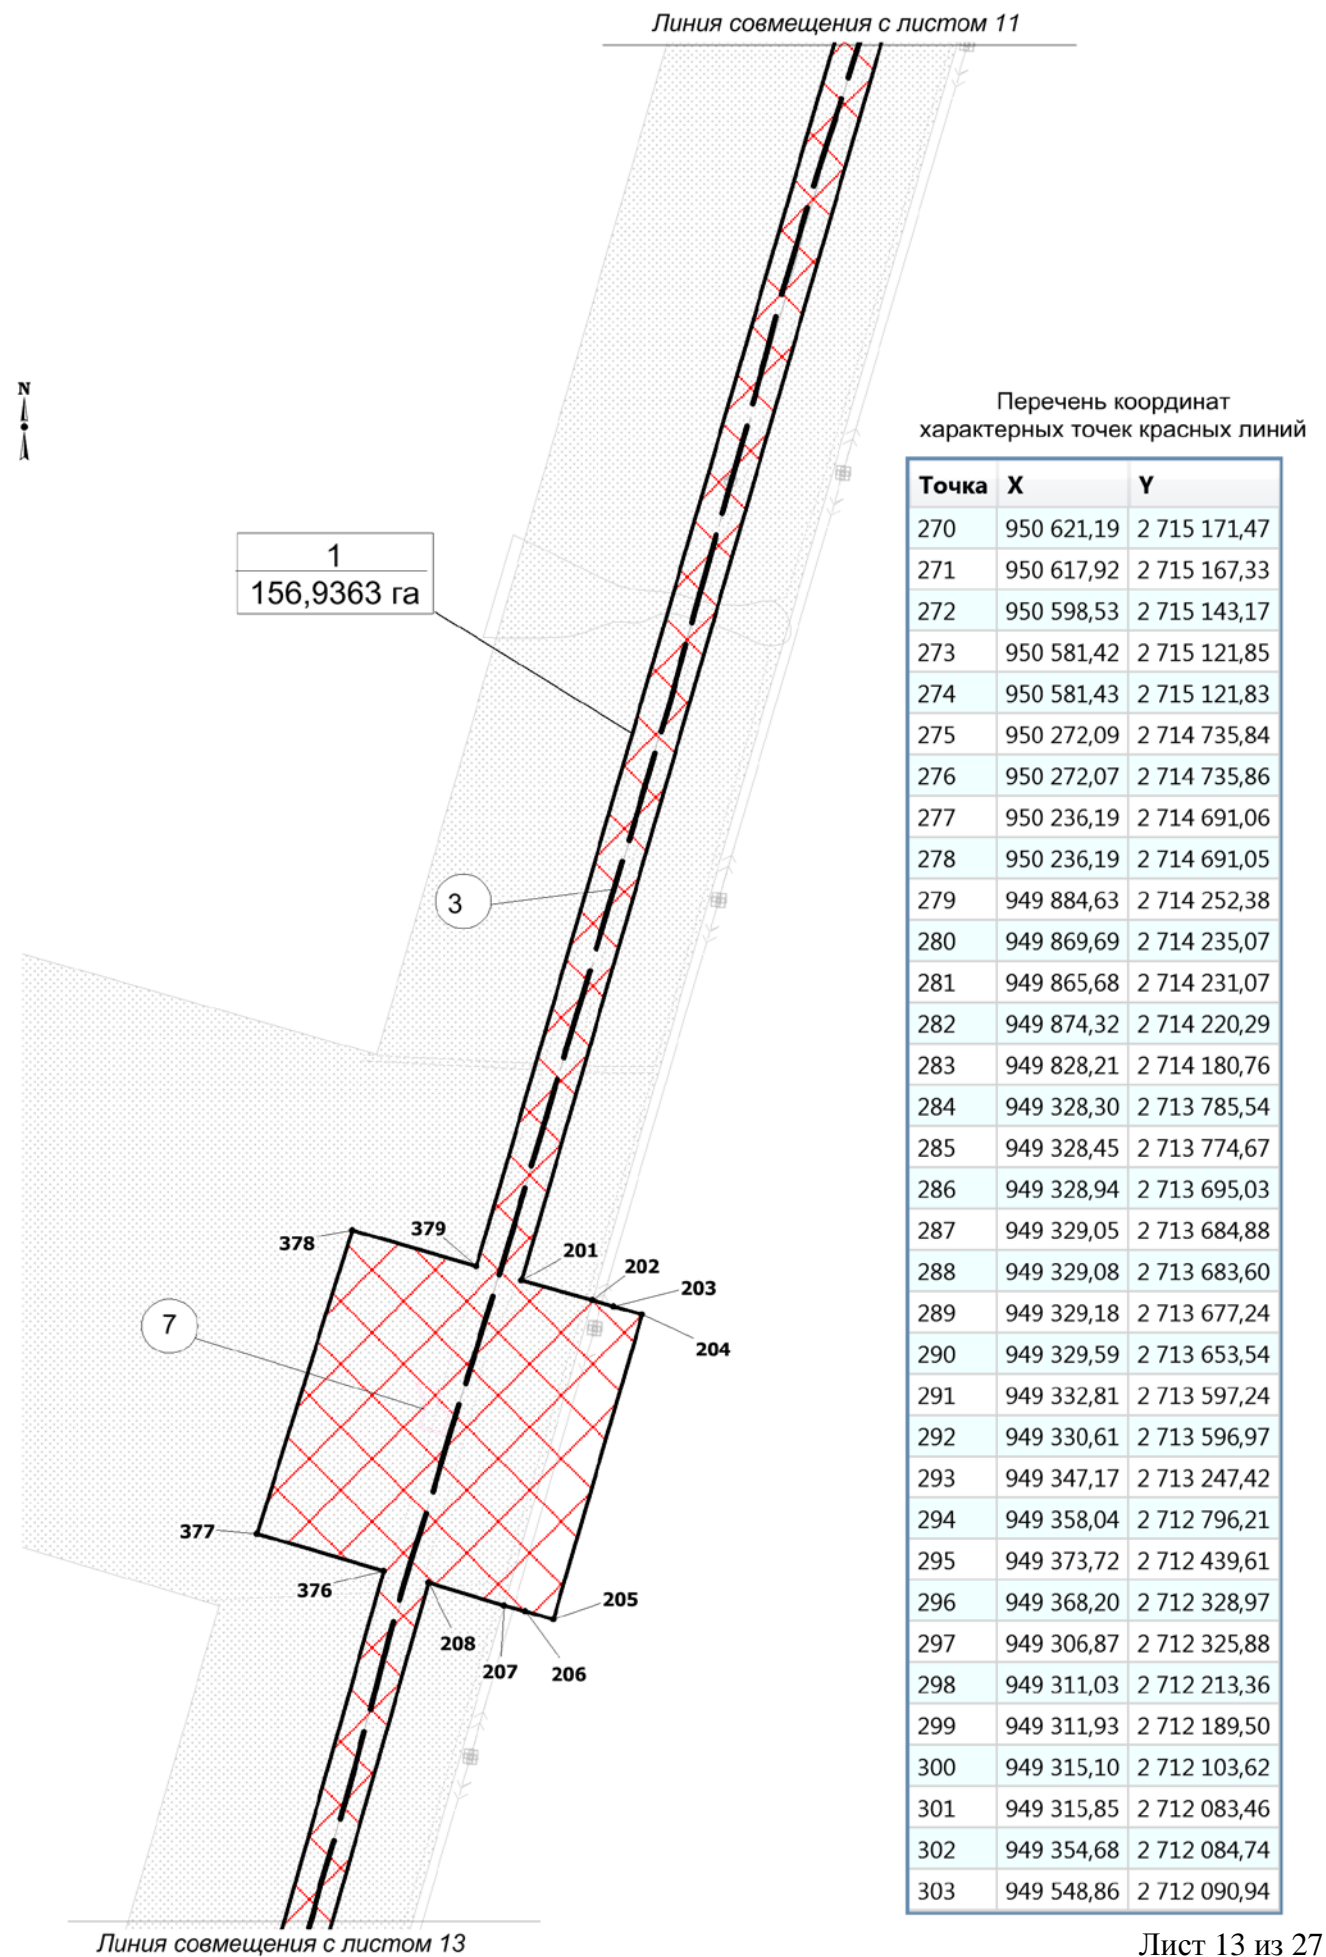 Линия совмещения с листом 11
N
1
156,9363 га
3
378
379
201
202
203
204
7
377
376
205
208
207
206
Линия совмещения с листом 13
Перечень координат
характерных точек красных линий
Точка X Y
270 950 621,19 2 715 171,47
271 950 617,92 2 715 167,33
272 950 598,53 2 715 143,17
273 950 581,42 2 715 121,85
274 950 581,43 2 715 121,83
275 950 272,09 2 714 735,84
276 950 272,07 2 714 735,86
277 950 236,19 2 714 691,06
278 950 236,19 2 714 691,05
279 949 884,63 2 714 252,38
280 949 869,69 2 714 235,07
281 949 865,68 2 714 231,07
282 949 874,32 2 714 220,29
283 949 828,21 2 714 180,76
284 949 328,30 2 713 785,54
285 949 328,45 2 713 774,67
286 949 328,94 2 713 695,03
287 949 329,05 2 713 684,88
288 949 329,08 2 713 683,60
289 949 329,18 2 713 677,24
290 949 329,59 2 713 653,54
291 949 332,81 2 713 597,24
292 949 330,61 2 713 596,97
293 949 347,17 2 713 247,42
294 949 358,04 2 712 796,21
295 949 373,72 2 712 439,61
296 949 368,20 2 712 328,97
297 949 306,87 2 712 325,88
298 949 311,03 2 712 213,36
299 949 311,93 2 712 189,50
300 949 315,10 2 712 103,62
301 949 315,85 2 712 083,46
302 949 354,68 2 712 084,74
303 949 548,86 2 712 090,94
Лист 13 из 27